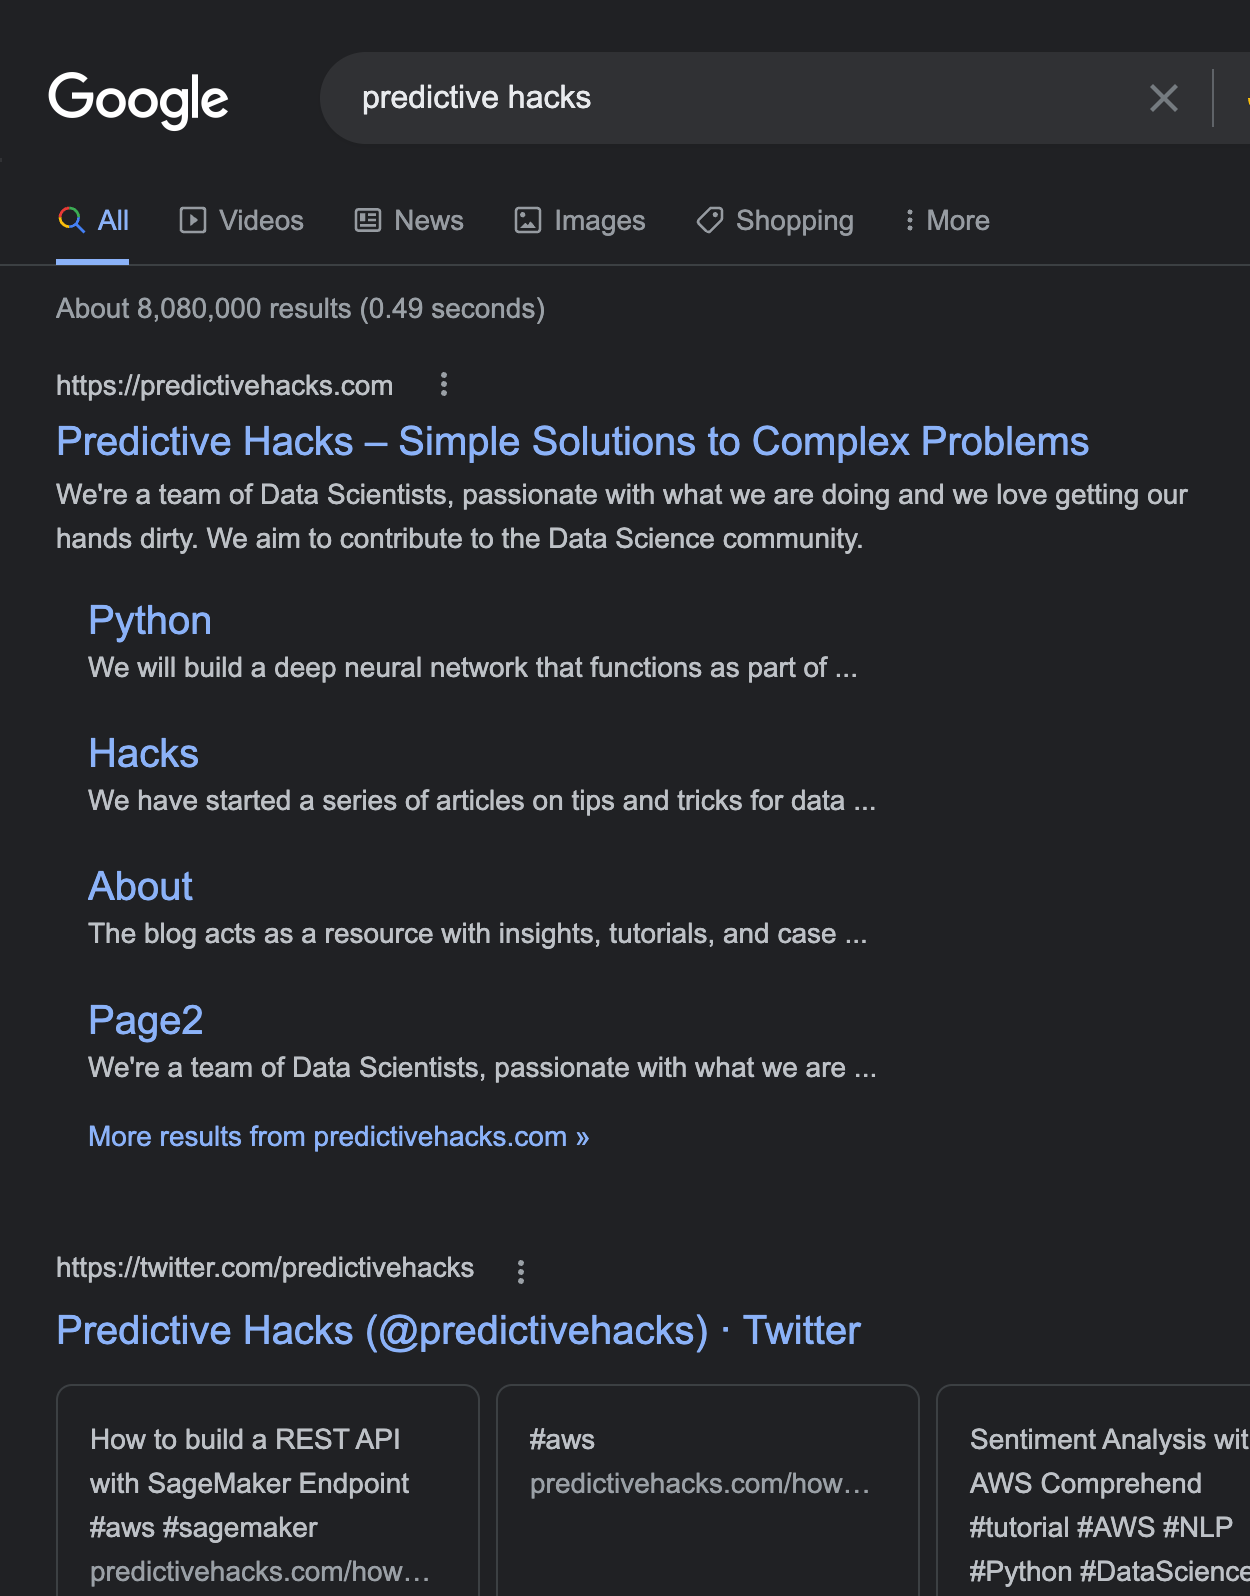 Google
predictive hacks
All Videos News Images Shopping More
About 8,080,000 results (0.49 seconds)
https://predictivehacks.com
Predictive Hacks – Simple Solutions to Complex Problems
We're a team of Data Scientists, passionate with what we are doing and we love getting our
hands dirty. We aim to contribute to the Data Science community.
Python
We will build a deep neural network that functions as part of ...
Hacks
We have started a series of articles on tips and tricks for data ...
About
The blog acts as a resource with insights, tutorials, and case ...
Page2
We're a team of Data Scientists, passionate with what we are ...
More results from predictivehacks.com »
https://twitter.com/predictivehacks
Predictive Hacks (@predictivehacks) · Twitter
How to build a REST API
with SageMaker Endpoint
#aws #sagemaker
predictivehacks.com/how…
#aws
predictivehacks.com/how…
Sentiment Analysis wit
AWS Comprehend
#tutorial #AWS #NLP
#Python #DataScience